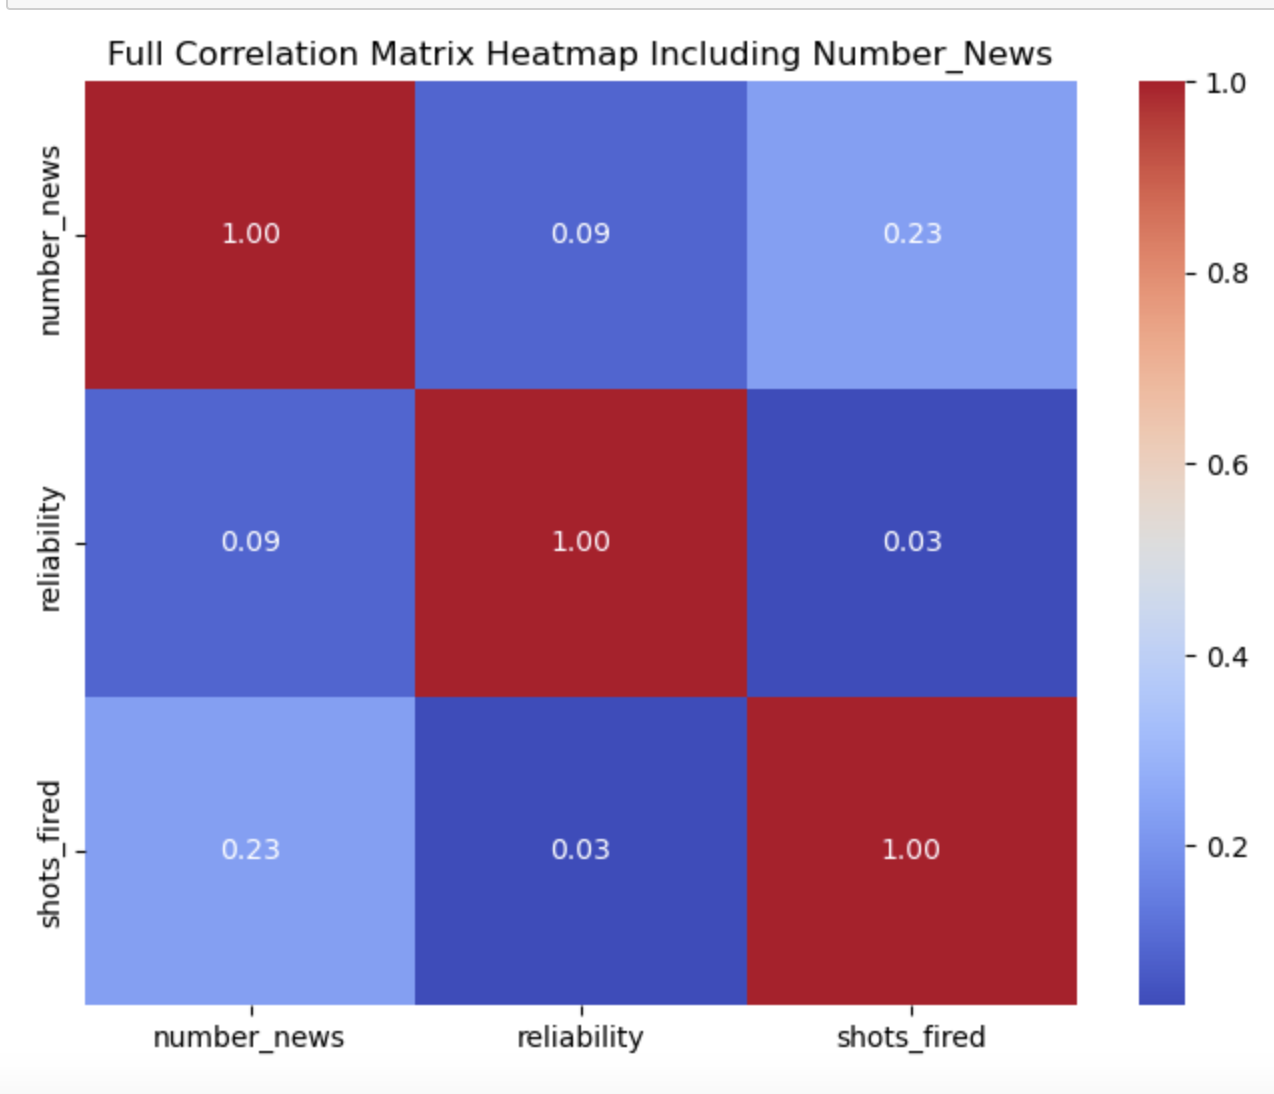 Full Correlation Matrix Heatmap Including Number_News
number_news 1.00 0.09 0.23
reliability 0.09 1.00 0.03
shots_fired 0.23 0.03 1.00
number_news reliability shots_fired
1.0
0.8
0.6
0.4
0.2